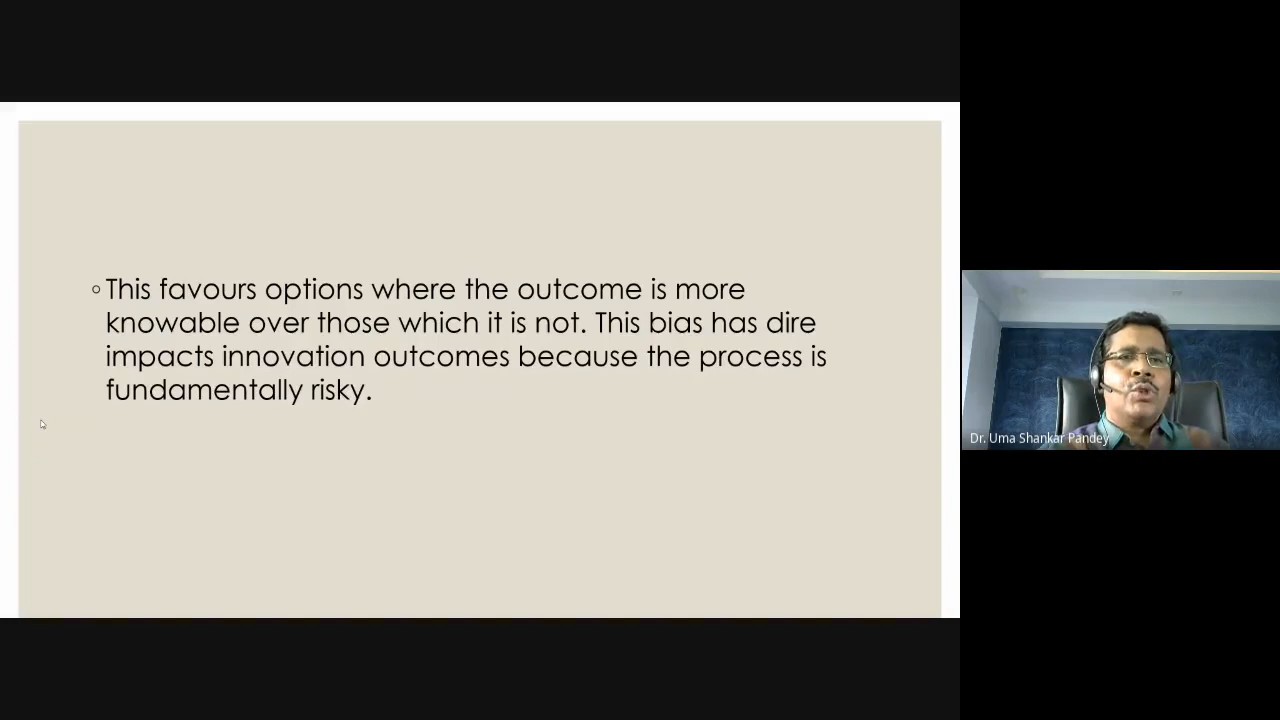 ◦ This favours options where the outcome is more
knowable over those which it is not. This bias has dire
impacts innovation outcomes because the process is
fundamentally risky.
Dr. Uma Shankar Pandey